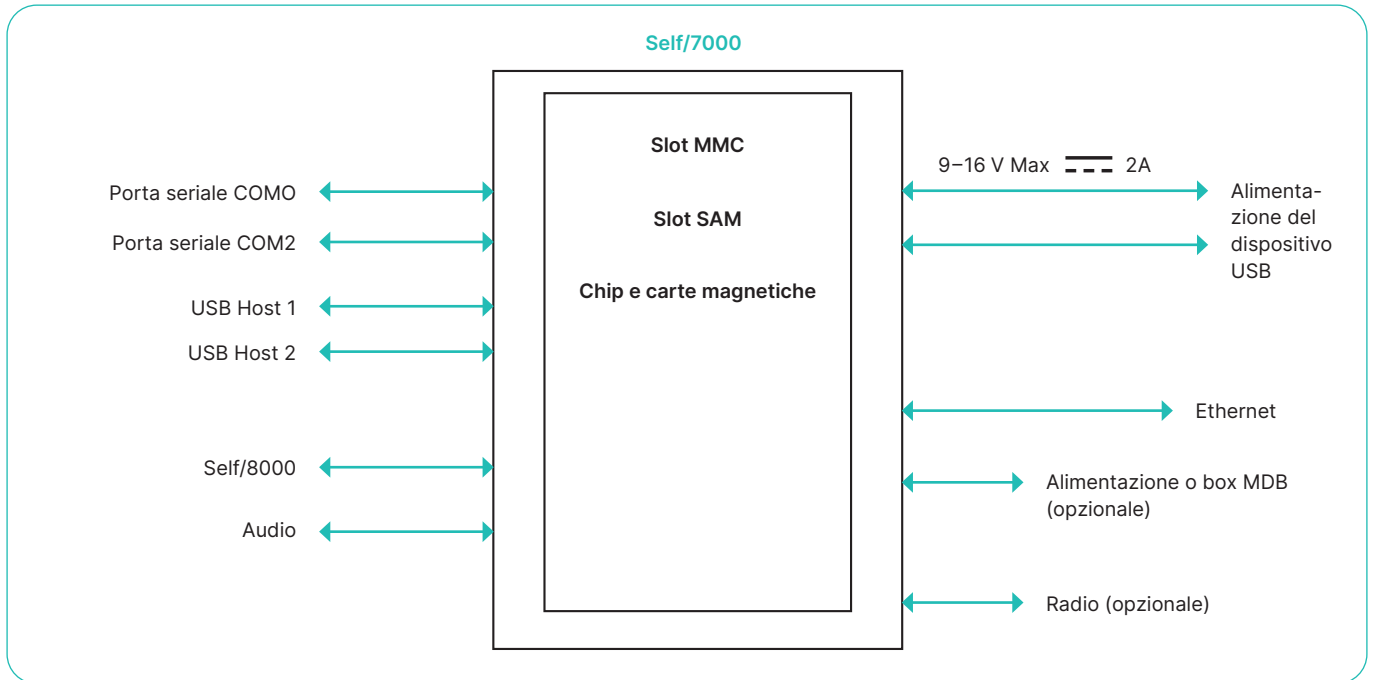 Self/7000
Slot MMC
Slot SAM
Chip e carte magnetiche
Porta seriale COMO
Porta seriale COM2
USB Host 1
USB Host 2
Self/8000
Audio
9–16 V Max 2A
Alimenta-
zione del
dispositivo
USB
Ethernet
Alimentazione o box MDB
(opzionale)
Radio (opzionale)